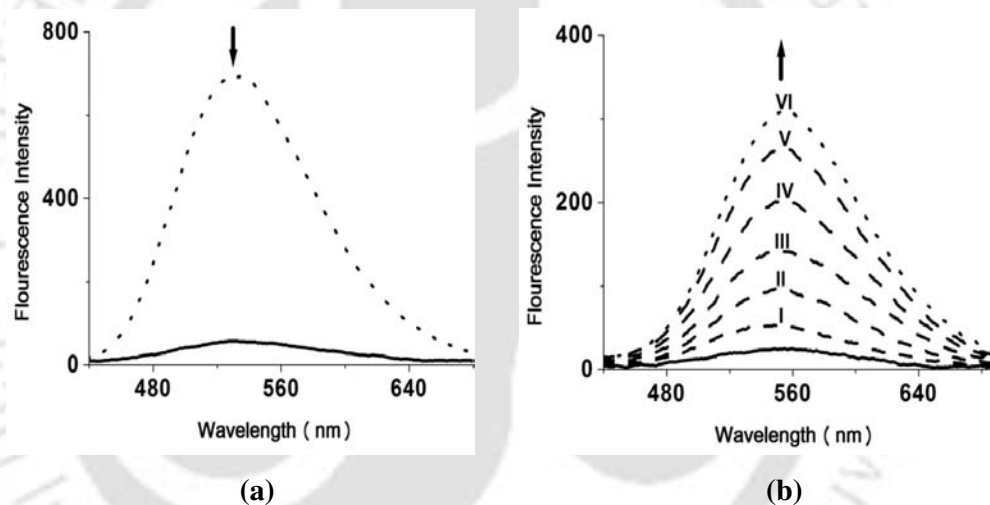 800
400
0
Flourescence Intensity
480
560
640
Wavelength ( nm )
(a)
400
200
0
Flourescence Intensity
VI
V
IV
III
II
I
480
560
640
Wavelength ( nm )
(b)